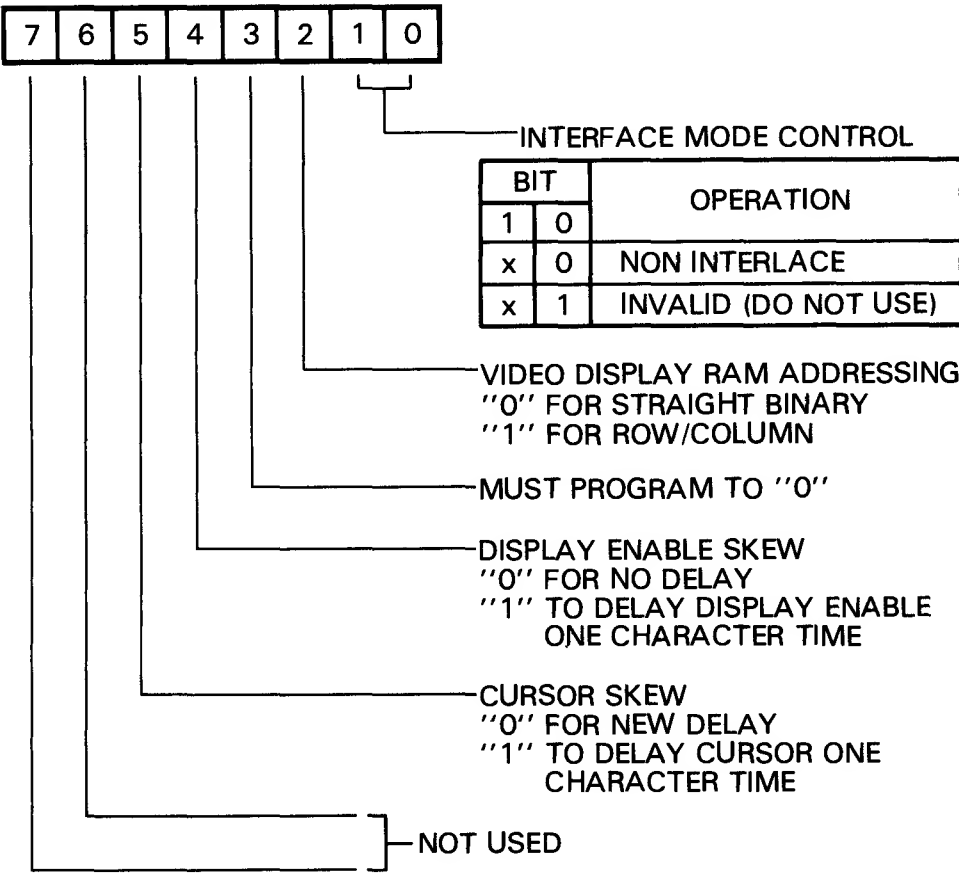 7 6 5 4 3 2 1 0
INTERFACE MODE CONTROL
BIT
OPERATION
1 0
x 0 NON INTERLACE
x 1 INVALID (DO NOT USE)
VIDEO DISPLAY RAM ADDRESSING
"0" FOR STRAIGHT BINARY
"1" FOR ROW/COLUMN
MUST PROGRAM TO "0"
DISPLAY ENABLE SKEW
"0" FOR NO DELAY
"1" TO DELAY DISPLAY ENABLE
ONE CHARACTER TIME
CURSOR SKEW
"0" FOR NEW DELAY
"1" TO DELAY CURSOR ONE
CHARACTER TIME
NOT USED